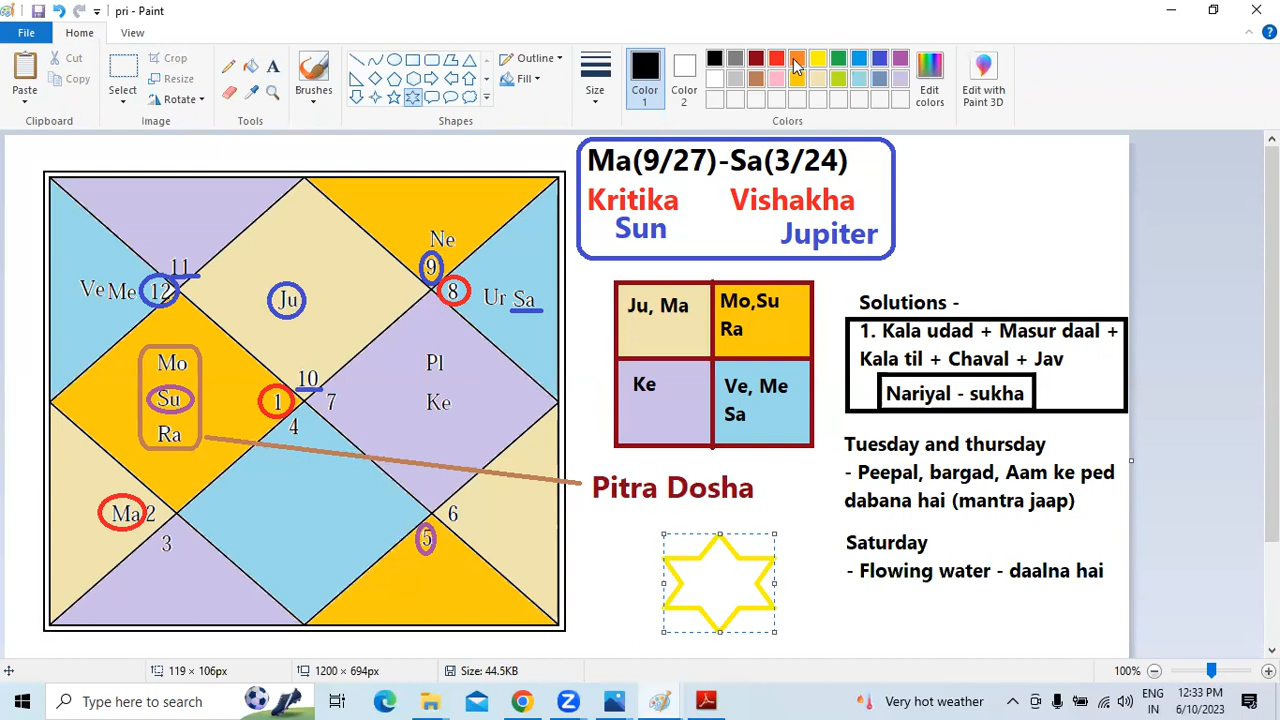 pri - Paint
File
Home
View
Paste
Cut
Copy
Clipboard
Select
Crop
Resize
Rotate
Image
Tools
Brushes
Shapes
Outline
Fill
Size
Color 1
Color 2
Colors
Edit colors
Edit with Paint 3D
Ma(9/27)-Sa(3/24)
Kritika Vishakha
Sun Jupiter
Ne
11 9
Ve Me 12 Ju 8 Ur Sa
Mo 10 Pl
Su 1 7 Ke
Ra 4
Ma 2 6
3 5
Ju, Ma
Mo,Su
Ra
Ke
Ve, Me
Sa
Pitra Dosha
Solutions -
1. Kala udad + Masur daal +
Kala til + Chaval + Jav
Nariyal - sukha
Tuesday and thursday
- Peepal, bargad, Aam ke ped
dabana hai (mantra jaap)
Saturday
- Flowing water - daalna hai
119 × 106px
1200 × 694px
Size: 44.5KB
100%
Type here to search
Very hot weather
ENG
IN
12:33 PM
6/10/2023